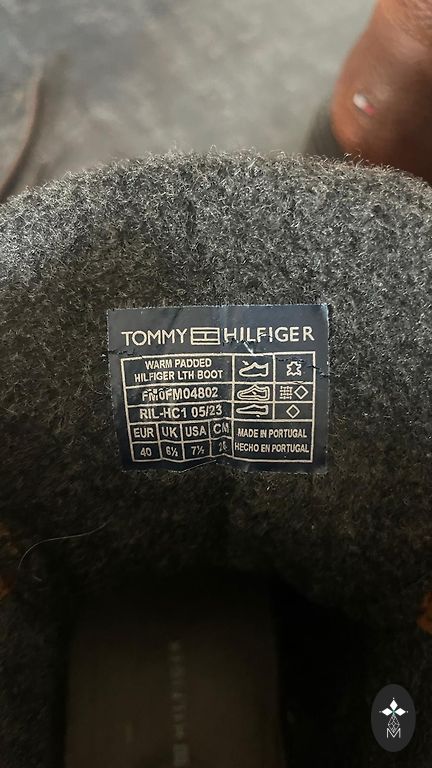 TOMMY HILFIGER
WARM PADDED
HILFIGER LTH BOOT
FM0FM04802
RIL-HC1 05/23
EUR UK USA CM
40 6½ 7½
MADE IN PORTUGAL
HECHO EN PORTUGAL
M